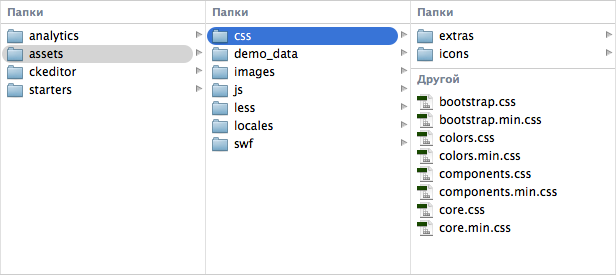 Папки
analytics
assets
ckeditor
starters
Папки
css
demo_data
images
js
less
locales
swf
Папки
extras
icons
Другой
bootstrap.css
bootstrap.min.css
colors.css
colors.min.css
components.css
components.min.css
core.css
core.min.css